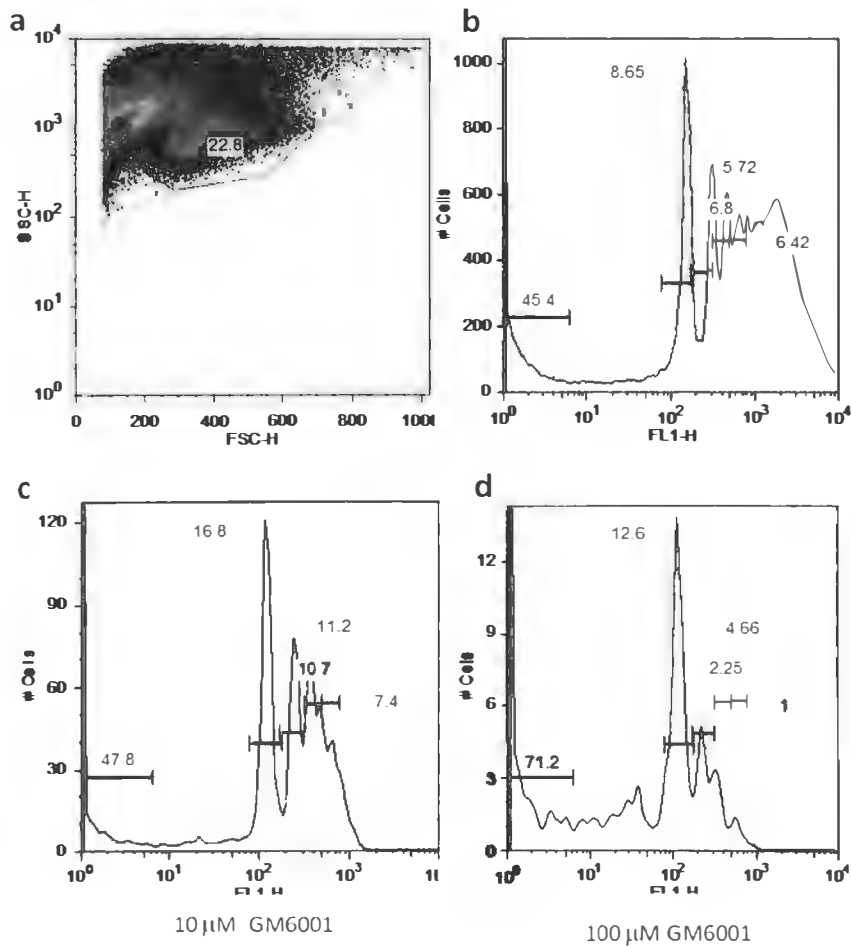 a
10⁴
10³
10²
10¹
10⁰
SSC-H
22.8
0 200 400 600 800 1000
FSC-H
b
1000
800
600
400
200
0
# Cells
8.65
5 72
6.8
6 42
45 4
10⁰ 10¹ 10² 10³ 10⁴
FL1-H
c
120
90
60
30
0
# Cells
16 8
11.2
10 7
7.4
47 8
10⁰ 10¹ 10² 10³
FL1-H
10 μM GM6001
d
12
9
6
3
0
# Cells
12.6
4 66
2.25
1
71.2
10⁰ 10¹ 10² 10³ 10⁴
FL1-H
100 μM GM6001